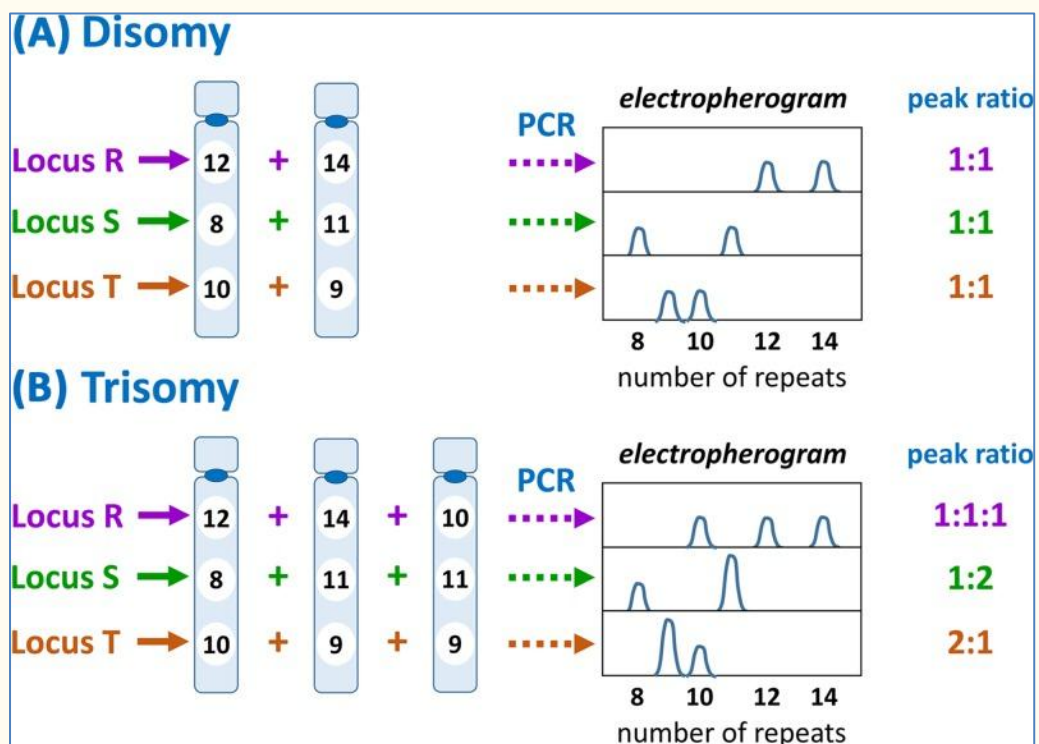 (A) Disomy
electropherogram peak ratio
PCR
Locus R 12 + 14 1:1
Locus S 8 + 11 1:1
Locus T 10 + 9 1:1
8 10 12 14
number of repeats
(B) Trisomy
electropherogram peak ratio
PCR
Locus R 12 + 14 + 10 1:1:1
Locus S 8 + 11 + 11 1:2
Locus T 10 + 9 + 9 2:1
8 10 12 14
number of repeats